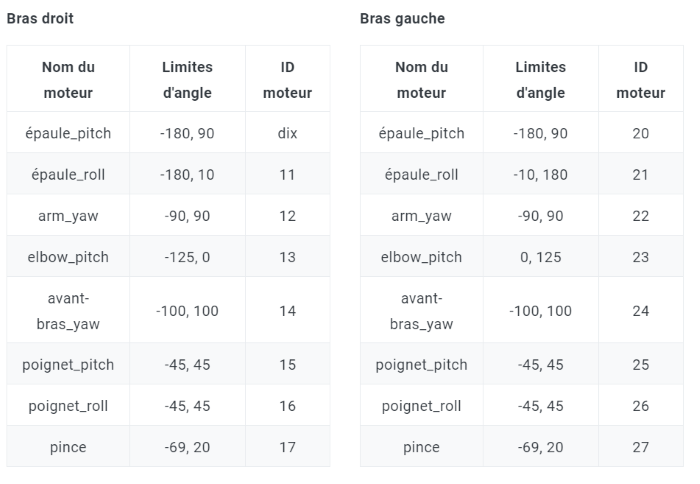 Bras droit
Nom du moteur Limites d'angle ID moteur
épaule_pitch -180, 90 dix
épaule_roll -180, 10 11
arm_yaw -90, 90 12
elbow_pitch -125, 0 13
avant-bras_yaw -100, 100 14
poignet_pitch -45, 45 15
poignet_roll -45, 45 16
pince -69, 20 17
Bras gauche
Nom du moteur Limites d'angle ID moteur
épaule_pitch -180, 90 20
épaule_roll -10, 180 21
arm_yaw -90, 90 22
elbow_pitch 0, 125 23
avant-bras_yaw -100, 100 24
poignet_pitch -45, 45 25
poignet_roll -45, 45 26
pince -69, 20 27